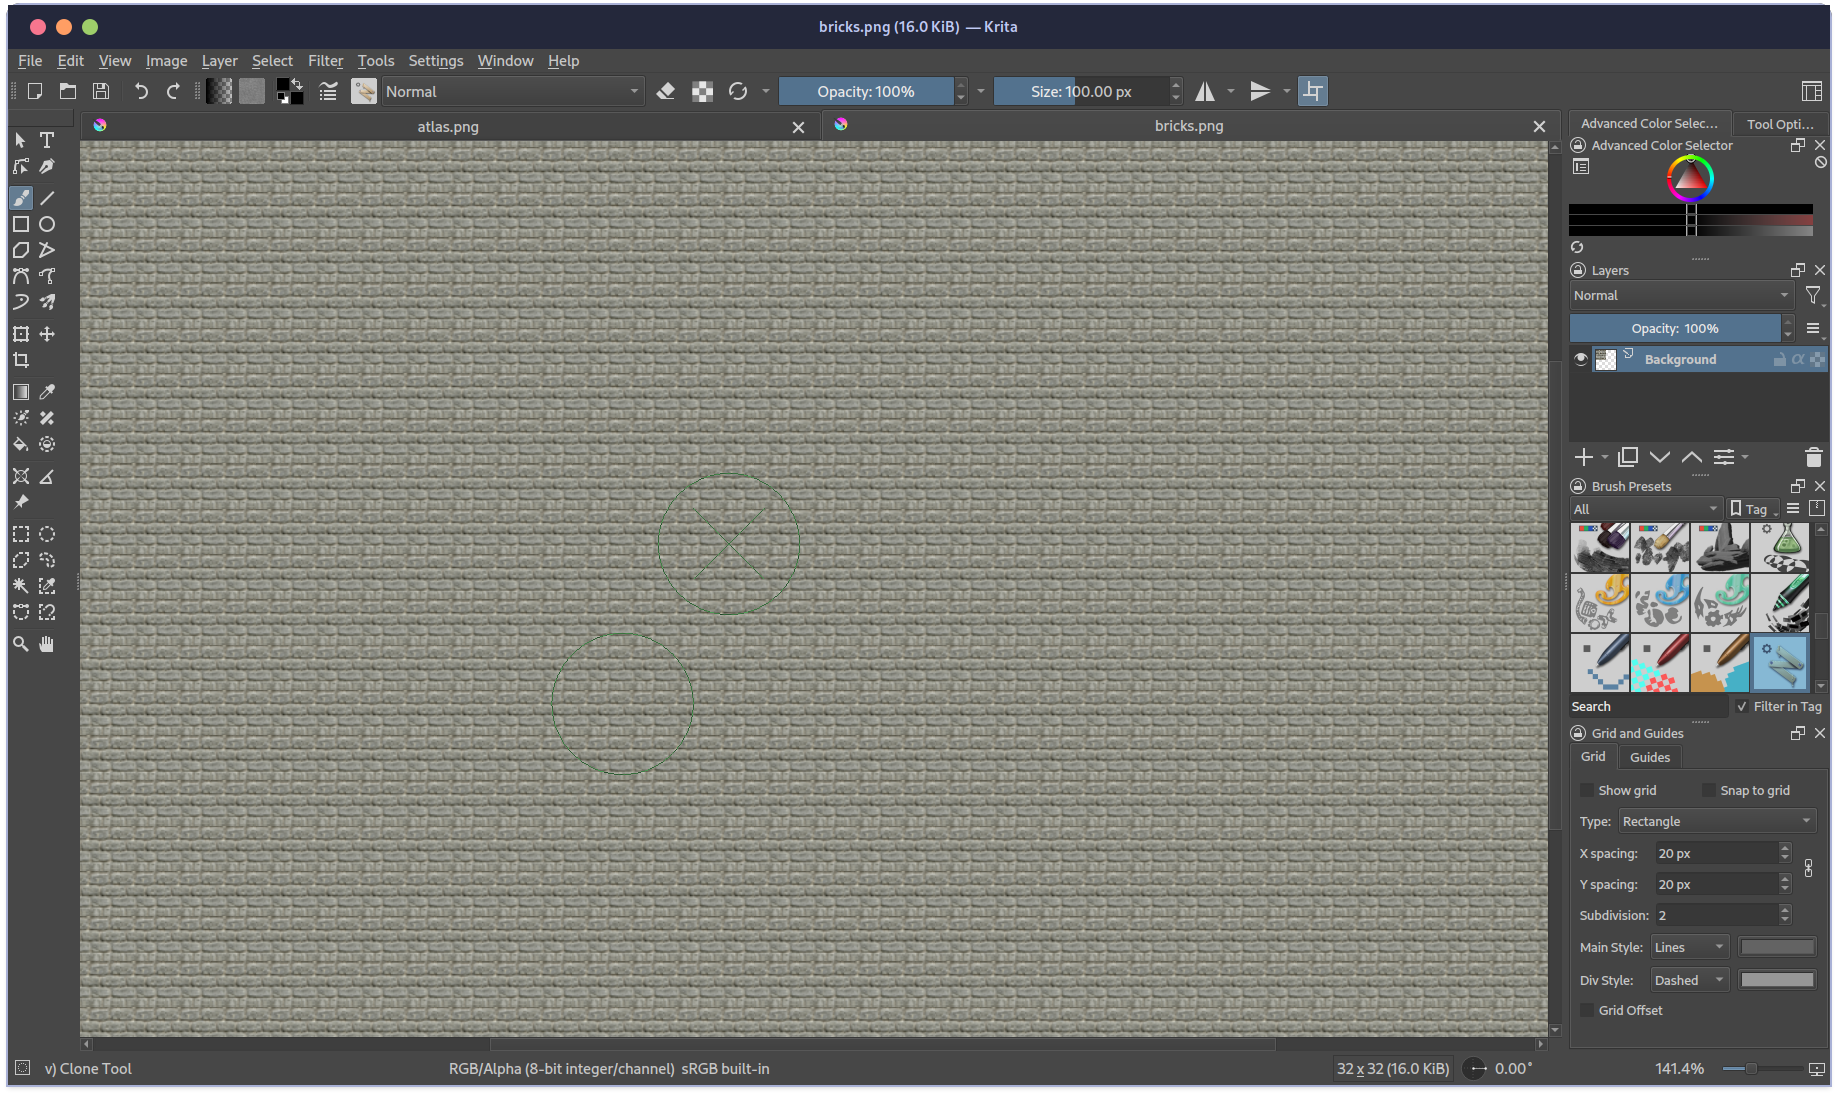 bricks.png (16.0 KiB) — Krita
File Edit View Image Layer Select Filter Tools Settings Window Help
Normal
Opacity: 100%
Size: 100.00 px
atlas.png
bricks.png
Advanced Color Selec...
Tool Opti...
Advanced Color Selector
Layers
Normal
Opacity: 100%
Background
Brush Presets
All
Tag
Search
Filter in Tag
Grid and Guides
Grid
Guides
Show grid
Snap to grid
Type: Rectangle
X spacing: 20 px
Y spacing: 20 px
Subdivision: 2
Main Style: Lines
Div Style: Dashed
Grid Offset
v) Clone Tool
RGB/Alpha (8-bit integer/channel) sRGB built-in
32 x 32 (16.0 KiB)
0.00°
141.4%